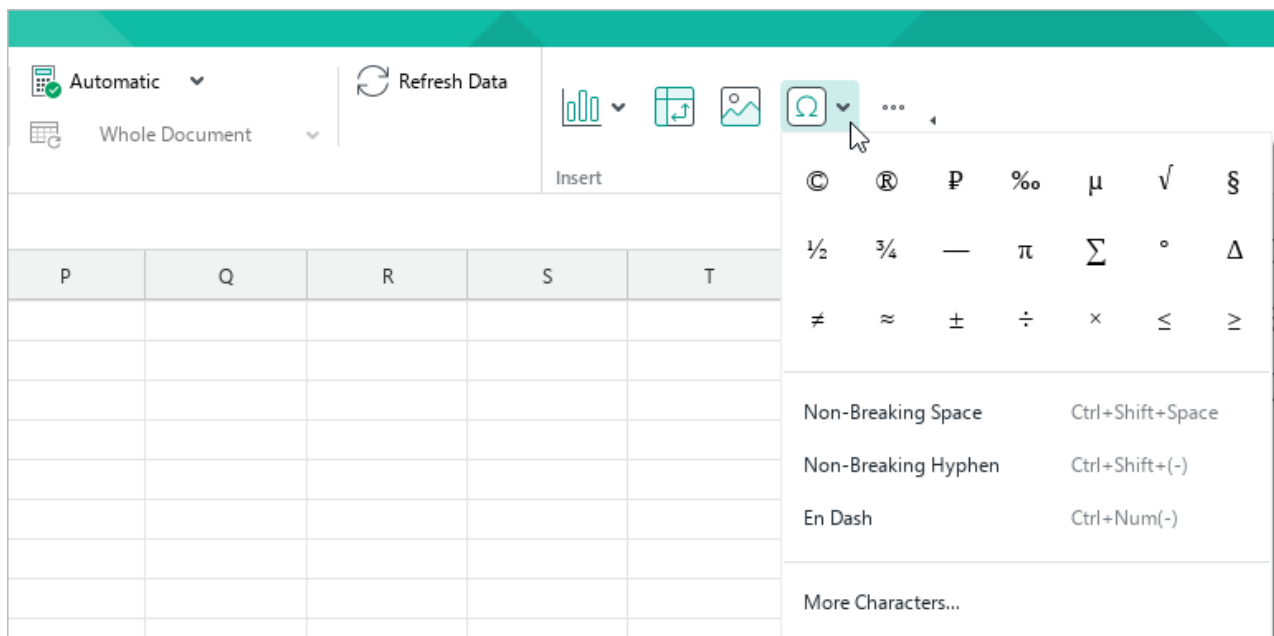 Automatic
Refresh Data
Whole Document
Ω
Insert
© ® ₽ ‰ µ √ §
½ ¾ — π ∑ ° Δ
≠ ≈ ± ÷ × ≤ ≥
P Q R S T
Non-Breaking Space Ctrl+Shift+Space
Non-Breaking Hyphen Ctrl+Shift+(-)
En Dash Ctrl+Num(-)
More Characters...